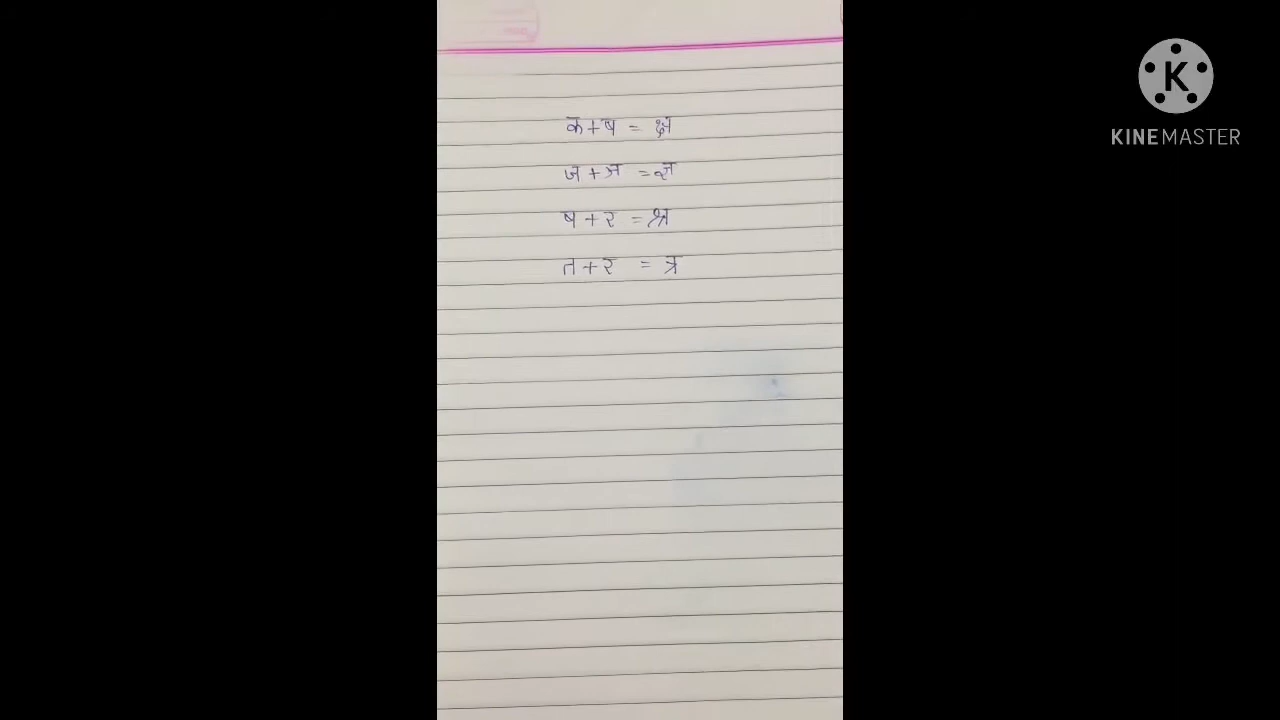 क+ष = क्ष
ज + ञ = ज्ञ
ष + र = श्र
त + र = त्र
KINEMASTER